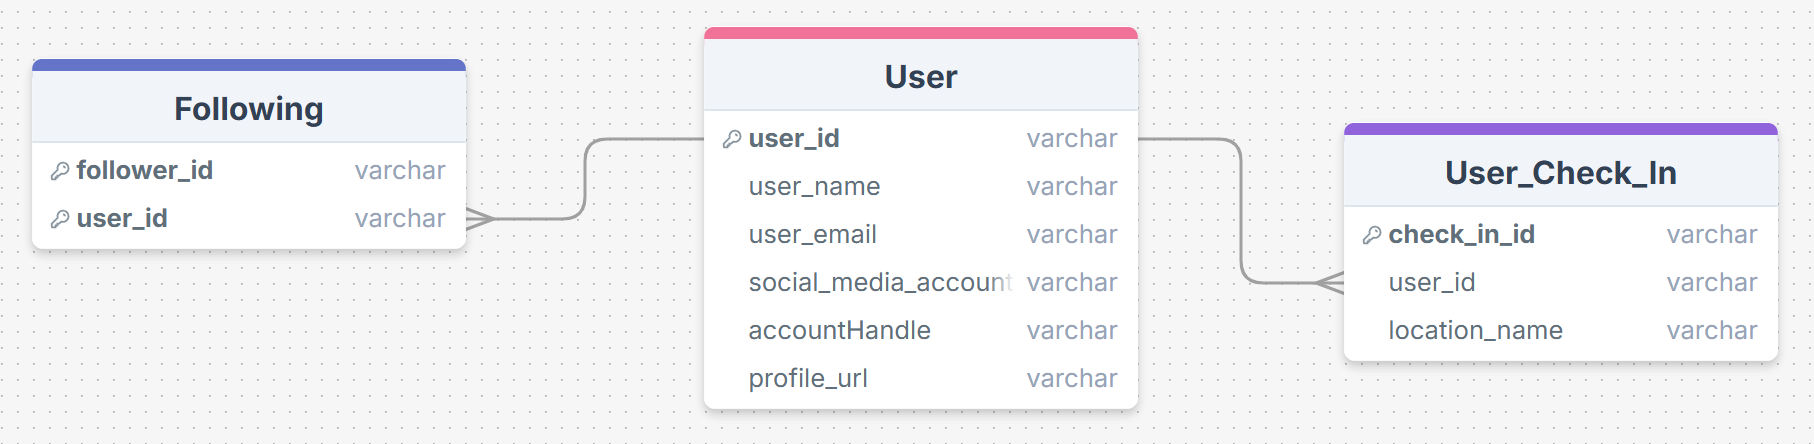 Following
follower_id varchar
user_id varchar
User
user_id varchar
user_name varchar
user_email varchar
social_media_account varchar
accountHandle varchar
profile_url varchar
User_Check_In
check_in_id varchar
user_id varchar
location_name varchar